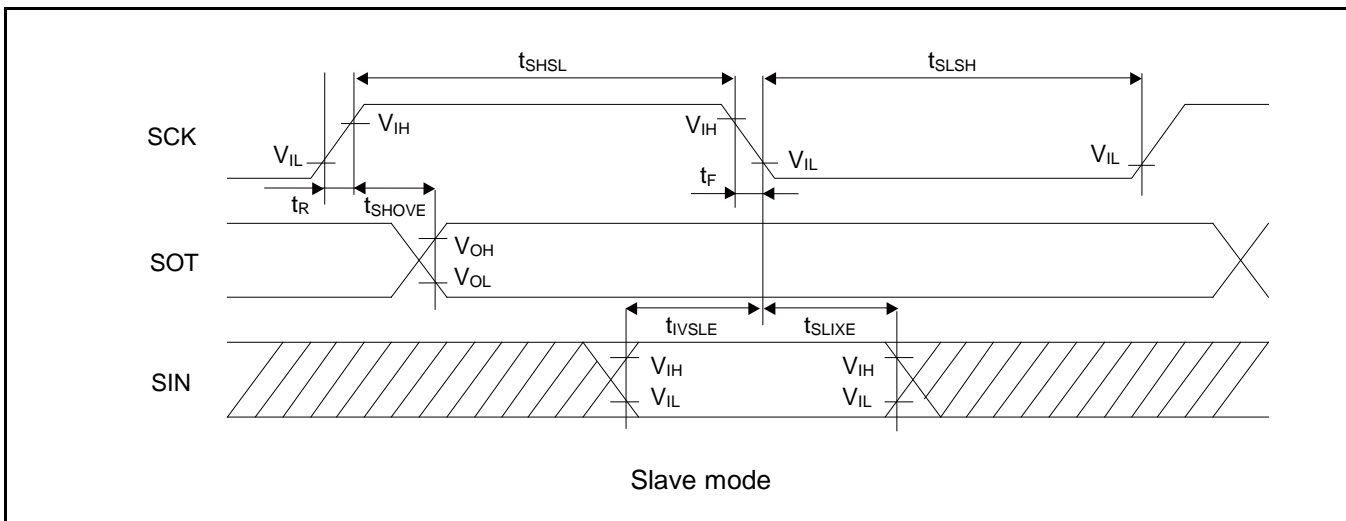 tSHSL
tSLSH
SCK
VIH
VIH
VIL
VIL
VIL
tF
tR
tSHOVE
SOT
VOH
VOL
tIVSLE
tSLIXE
SIN
VIH
VIH
VIL
VIL
Slave mode